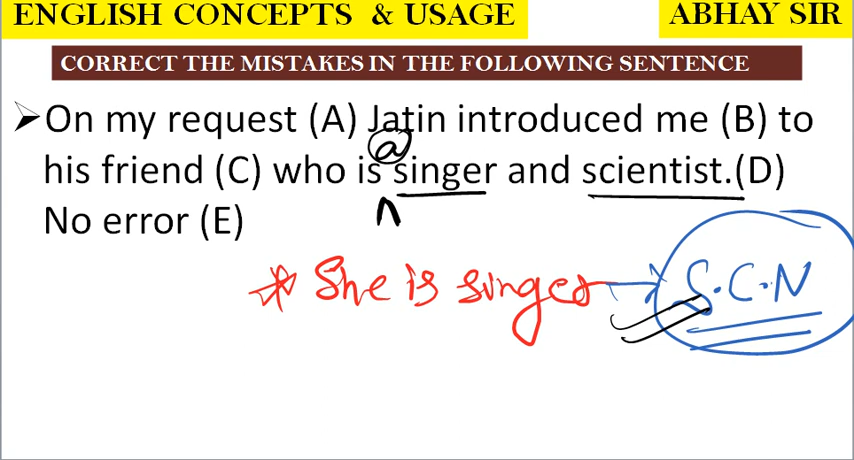 ENGLISH CONCEPTS & USAGE
ABHAY SIR
CORRECT THE MISTAKES IN THE FOLLOWING SENTENCE
➢On my request (A) Jatin introduced me (B) to
a
his friend (C) who is singer and scientist.(D)
No error (E)
* She is singer → S.C.N